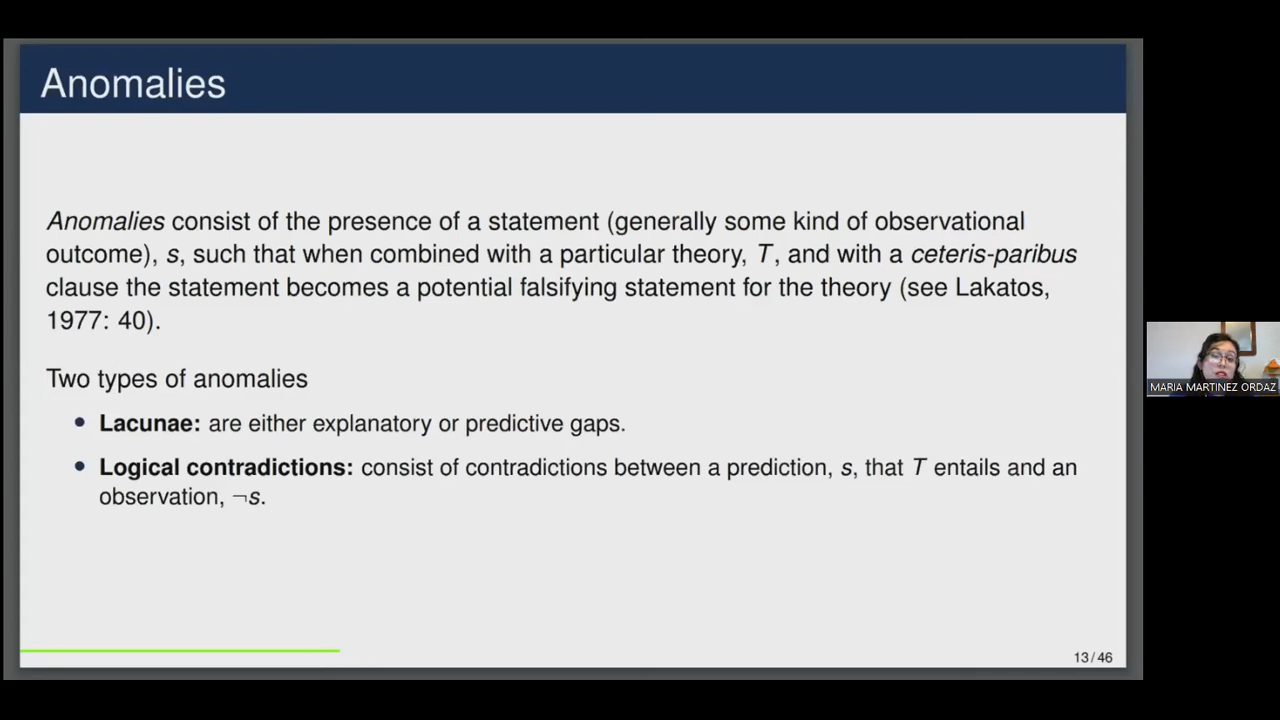 Anomalies
Anomalies consist of the presence of a statement (generally some kind of observational
outcome), s, such that when combined with a particular theory, T, and with a ceteris-paribus
clause the statement becomes a potential falsifying statement for the theory (see Lakatos,
1977: 40).
Two types of anomalies
• Lacunae: are either explanatory or predictive gaps.
• Logical contradictions: consist of contradictions between a prediction, s, that T entails and an
observation, ¬s.
MARIA MARTINEZ ORDAZ
13/46